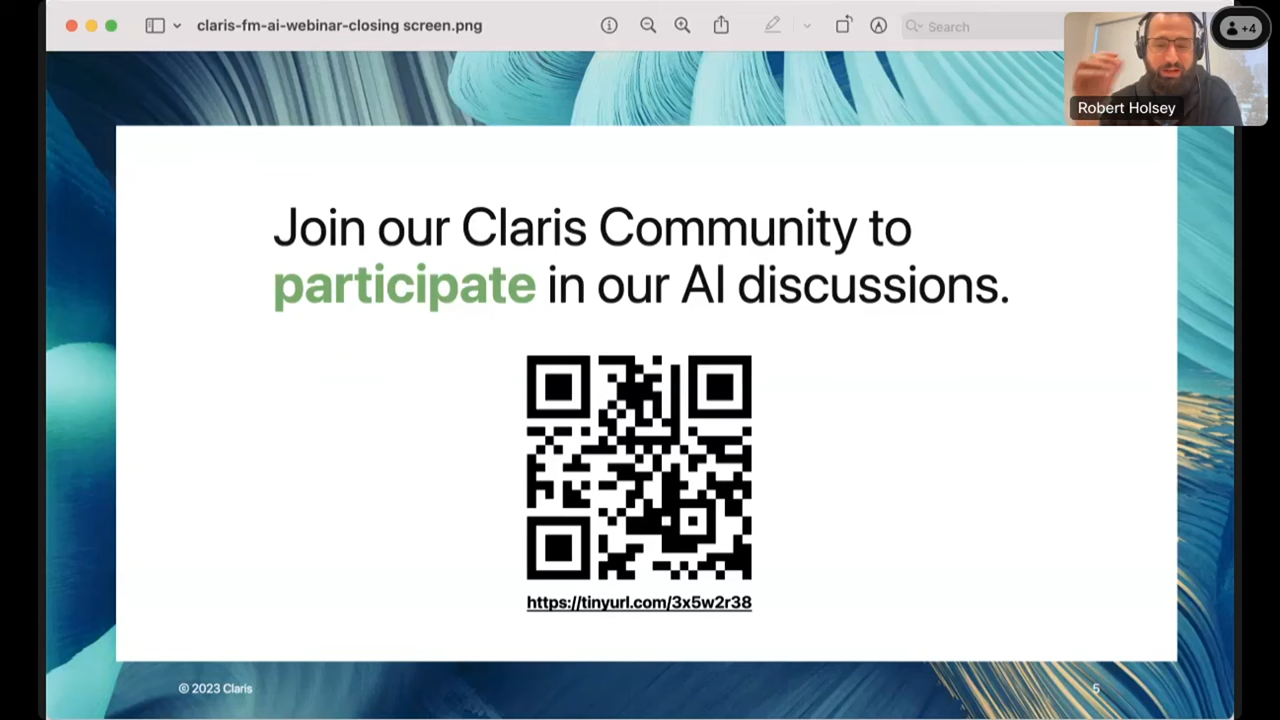 claris-fm-ai-webinar-closing screen.png
Search
+4
Robert Holsey
Join our Claris Community to
participate in our AI discussions.
https://tinyurl.com/3x5w2r38
© 2023 Claris
5